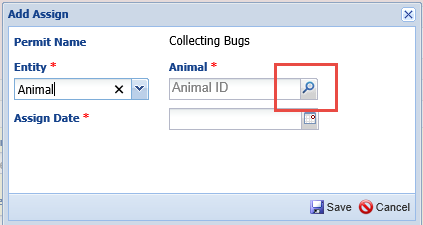 Add Assign
Permit Name Collecting Bugs
Entity * Animal *
Animal Animal ID
Assign Date *
Save Cancel